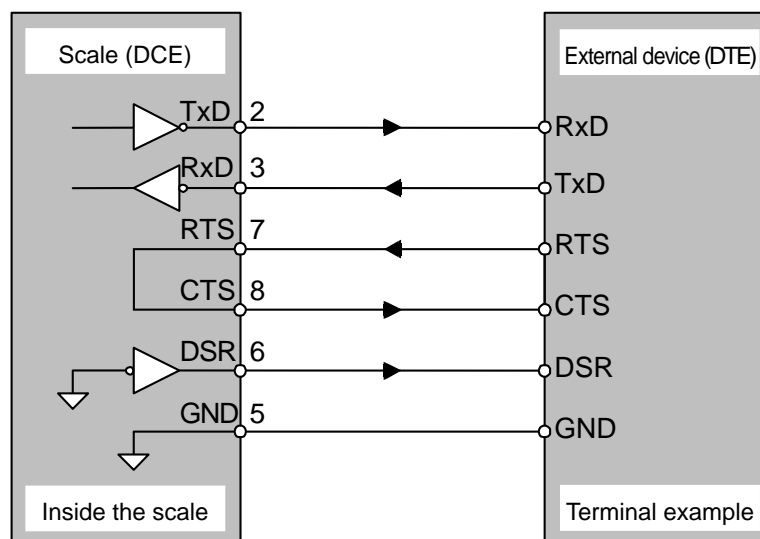 Scale (DCE)
External device (DTE)
TxD 2
RxD
RxD 3
TxD
RTS 7
RTS
CTS 8
CTS
DSR 6
DSR
GND 5
GND
Inside the scale
Terminal example